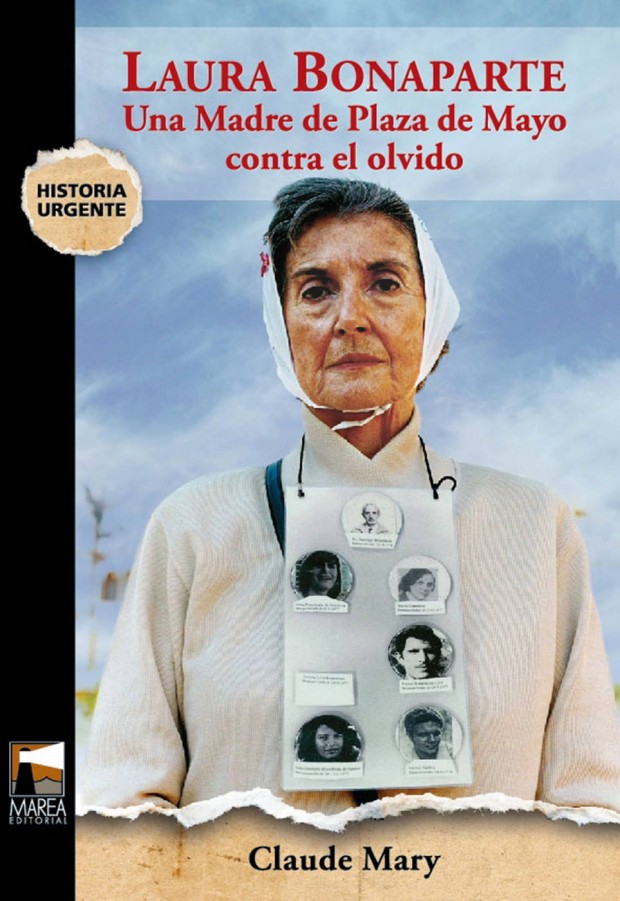 LAURA BONAPARTE
Una Madre de Plaza de Mayo
contra el olvido
HISTORIA
URGENTE
MAREA
EDITORIAL
Claude Mary